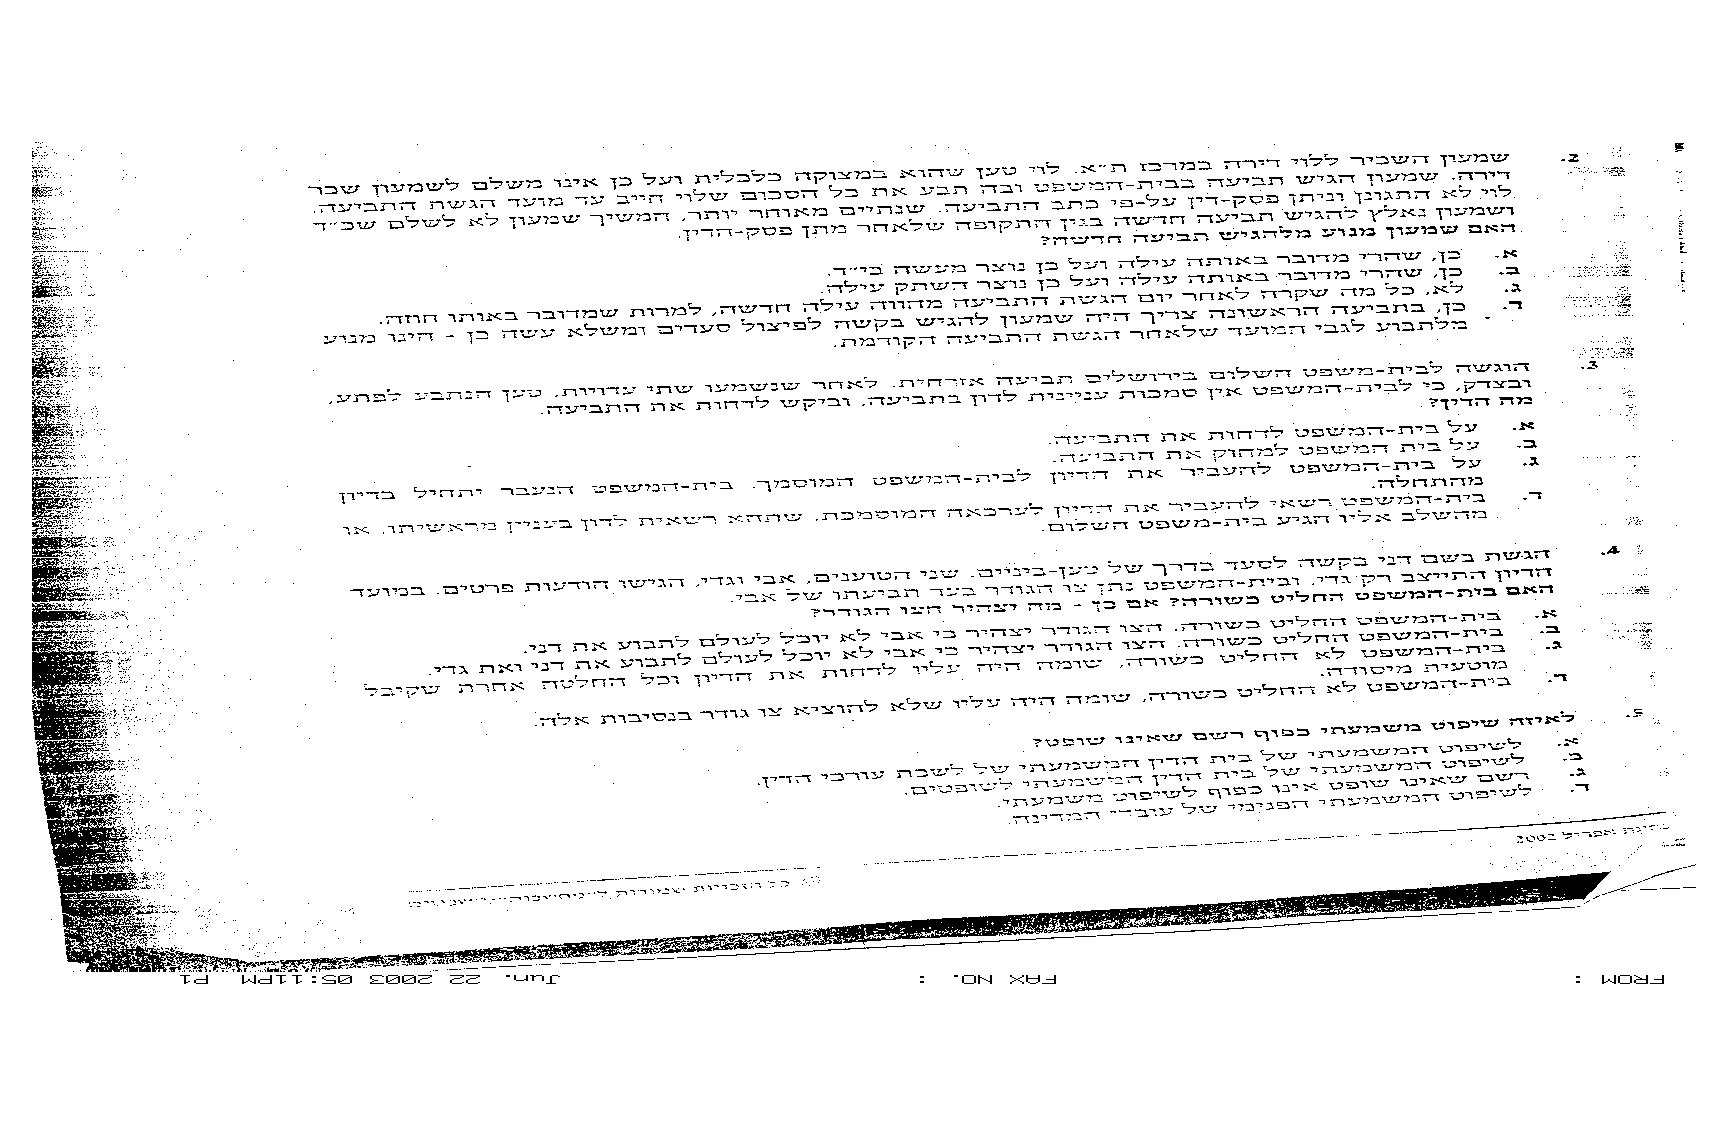 2. שמעון השכיר ללוי דירה במרכז ת"א. לוי טען שהוא במצוקה כלכלית ועל כן אינו משלם לשמעון שכר
דירה. שמעון הגיש תביעה בבית-המשפט ובה תבע את כל הסכום שלוי חייב עד מועד הגשת התביעה.
לוי לא התגונן וניתן פסק-דין על-פי כתב התביעה. שנתיים מאוחר יותר, המשיך שמעון לא לשלם שכ"ד
ושמעון נאלץ להגיש תביעה חדשה בגין התקופה שלאחר מתן פסק-הדין.
האם שמעון מנוע מלהגיש תביעה חדשה?
א. כן, שהרי מדובר באותה עילה ועל כן נוצר מעשה בי"ד.
ב. כן, שהרי מדובר באותה עילה ועל כן נוצר השתק עילה.
ג. לא, כל מה שקרה לאחר יום הגשת התביעה מהווה עילה חדשה, למרות שמדובר באותו חוזה.
ד. כן, בתביעה הראשונה צריך היה שמעון להגיש בקשה לפיצול סעדים ומשלא עשה כן - הינו מנוע
מלתבוע לגבי המועד שלאחר הגשת התביעה הקודמת.
3. הוגשה לבית-משפט השלום בירושלים תביעה אזרחית. לאחר שנשמעו שתי עדויות, טען הנתבע לפתע,
ובצדק, כי לבית-המשפט אין סמכות עניינית לדון בתביעה, וביקש לדחות את התביעה.
מה הדין?
א. על בית-המשפט לדחות את התביעה.
ב. על בית המשפט למחוק את התביעה.
ג. על בית-המשפט להעביר את הדיון לבית-המשפט המוסמך. בית-המשפט הנעבר יתחיל בדיון
מהתחלה.
ד. בית-המשפט רשאי להעביר את הדיון לערכאה המוסמכת, שתהא רשאית לדון בעניין מראשיתו, או
מהשלב אליו הגיע בית-משפט השלום.
4. הגשת בשם דני בקשה לסעד בדרך של טען-ביניים. שני הטוענים, אבי וגדי, הגישו הודעות פרטים. במועד
הדיון התייצב רק גדי, ובית-המשפט נתן צו הגודר בעד תביעתו של אבי.
האם בית-המשפט החליט כשורה? אם כן - מה יצהיר הצו הגודר?
א. בית-המשפט החליט כשורה. הצו הגודר יצהיר כי אבי לא יוכל לעולם לתבוע את דני.
ב. בית-המשפט החליט כשורה. הצו הגודר יצהיר כי אבי לא יוכל לעולם לתבוע את דני ואת גדי.
ג. בית-המשפט לא החליט כשורה, שומה היה עליו לדחות את הדיון וכל החלטה אחרת שקיבל
מוטעית מיסודה.
ד. בית-המשפט לא החליט כשורה, שומה היה עליו שלא להוציא צו גודר בנסיבות אלה.
5. לאיזה שיפוט משמעתי כפוף רשם שאינו שופט?
א. לשיפוט המשמעתי של בית הדין המשמעתי של לשכת עורכי הדין.
ב. לשיפוט המשמעתי של בית הדין המשמעתי לשופטים.
ג. רשם שאינו שופט אינו כפוף לשיפוט משמעתי.
ד. לשיפוט המשמעתי הפנימי של עובדי המדינה.
בחינת אפריל 2002
כל הזכויות שמורות
FROM : FAX NO. : Jun. 22 2003 05:11PM P1